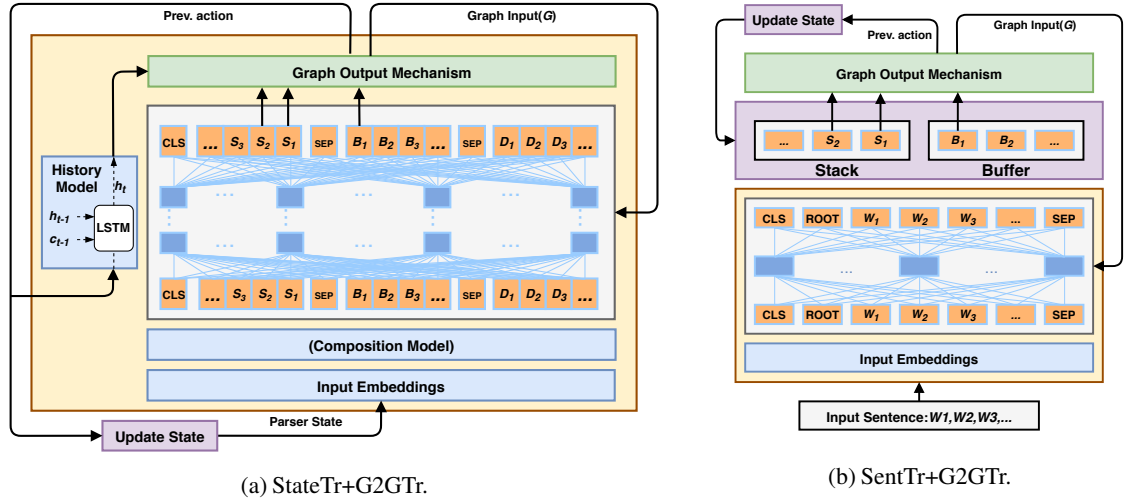 Prev. action
Graph Input(G)
Graph Output Mechanism
CLS ... S3 S2 S1 SEP B1 B2 B3 ... SEP D1 D2 D3 ...
... ... ...
History
Model
ht
LSTM
ht-1
ct-1
... ... ...
CLS ... S3 S2 S1 SEP B1 B2 B3 ... SEP D1 D2 D3 ...
(Composition Model)
Input Embeddings
Parser State
Update State
(a) StateTr+G2GTr.
Update State
Prev. action
Graph Input(G)
Graph Output Mechanism
... S2 S1 B1 B2 ...
Stack Buffer
CLS ROOT W1 W2 W3 ... SEP
... ...
CLS ROOT W1 W2 W3 ... SEP
Input Embeddings
Input Sentence:W1,W2,W3,...
(b) SentTr+G2GTr.